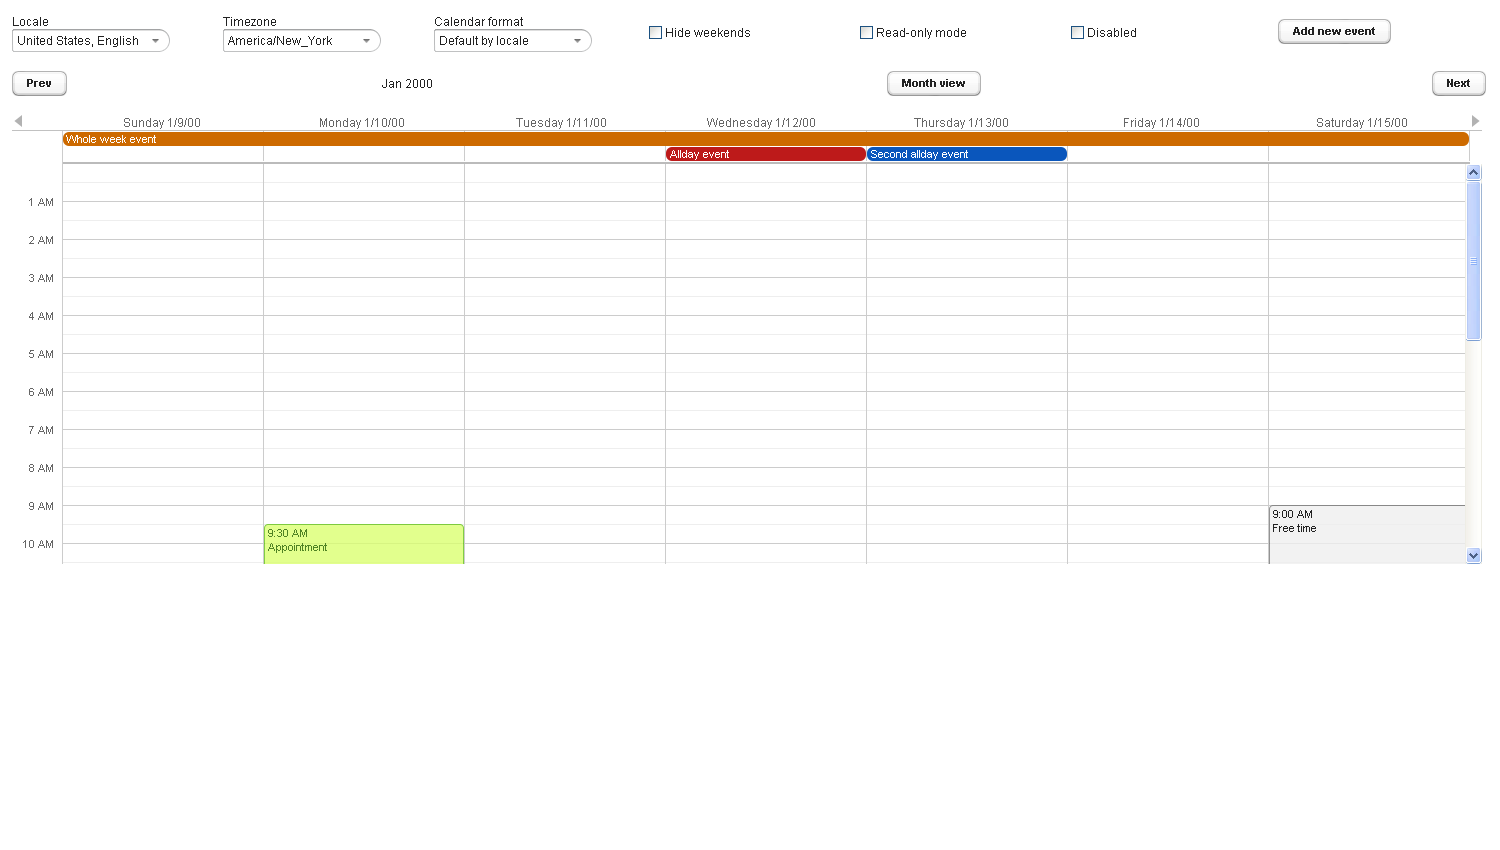 Locale
Timezone
Calendar format
United States, English
America/New_York
Default by locale
Hide weekends
Read-only mode
Disabled
Add new event
Prev
Jan 2000
Month view
Next
Sunday 1/9/00
Monday 1/10/00
Tuesday 1/11/00
Wednesday 1/12/00
Thursday 1/13/00
Friday 1/14/00
Saturday 1/15/00
Whole week event
Allday event
Second allday event
1 AM
2 AM
3 AM
4 AM
5 AM
6 AM
7 AM
8 AM
9 AM
9:00 AM
Free time
9:30 AM
Appointment
10 AM